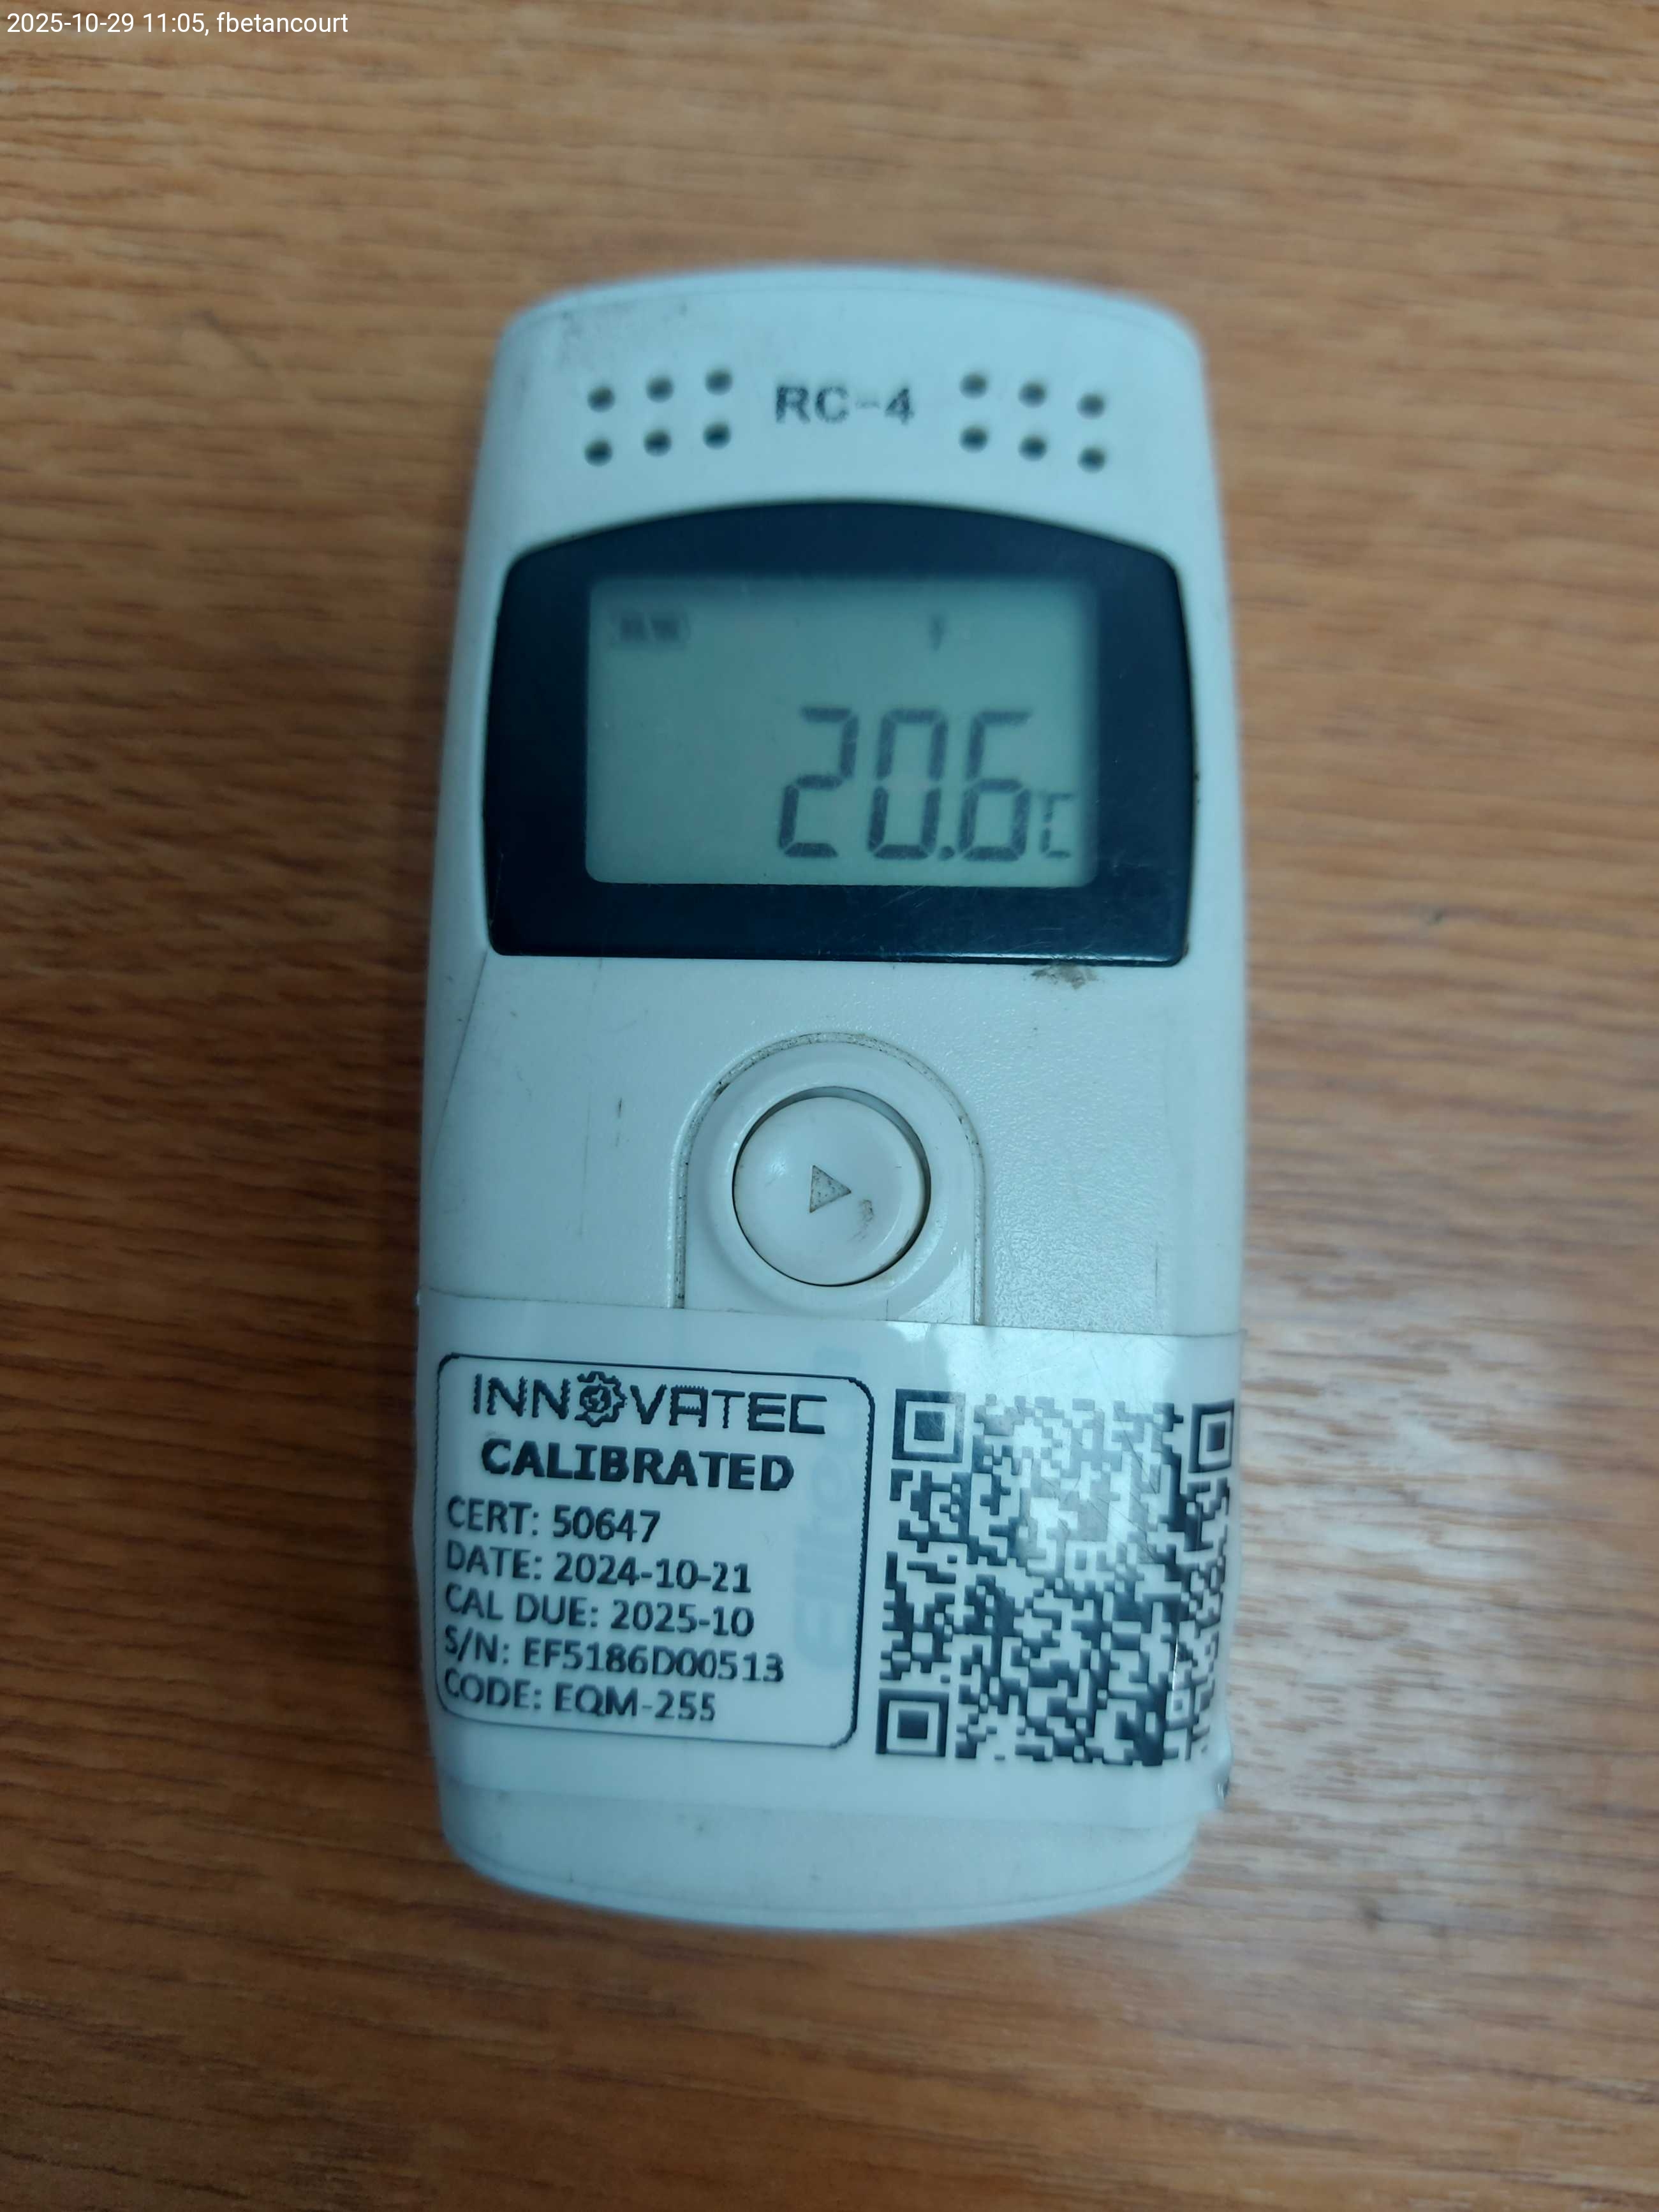 2025-10-29 11:05, fbetancourt
RC-4
20.6°C
INNOVATEC
CALIBRATED
CERT: 50647
DATE: 2024-10-21
CAL DUE: 2025-10
S/N: EF5186D00513
CODE: EQM-255
Elitech